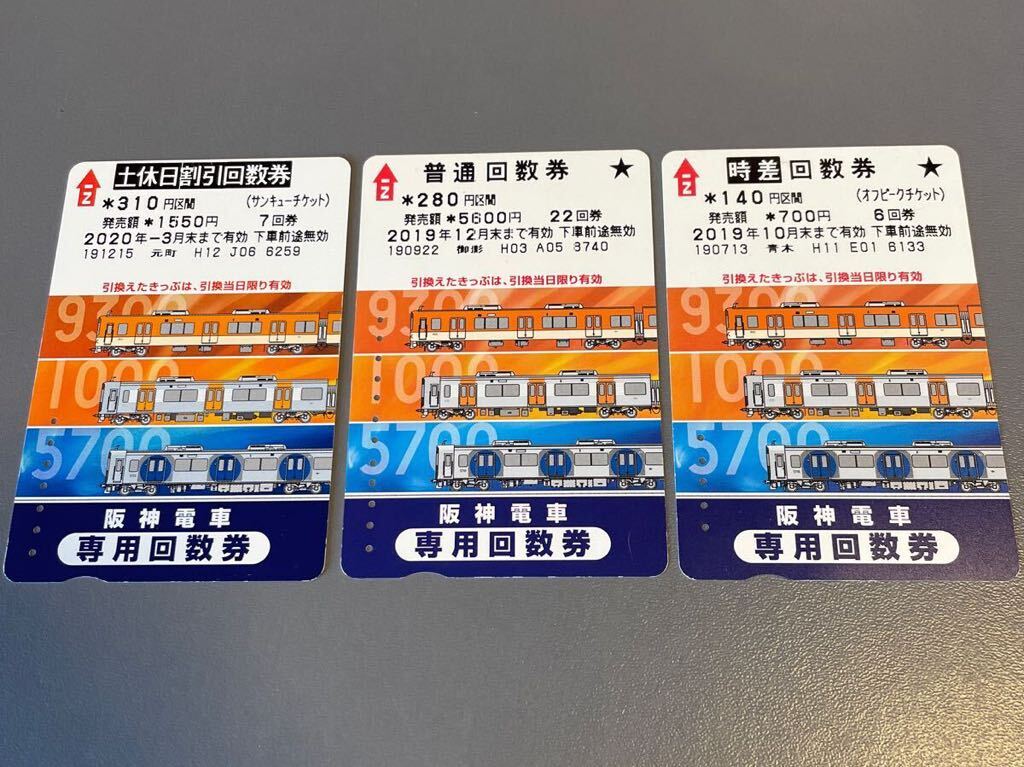 IN
土休日割引回数券
＊310円区間 (サンキューチケット)
発売額＊1550円 7回券
2020年-3月末まで有効 下車前途無効
191215 元町 H12 J06 6259
引換えたきっぷは、引換当日限り有効
9300
1000
5700
阪神電車
専用回数券
IN
普通回数券 ★
＊280円区間
発売額＊5600円 22回券
2019年12月末まで有効 下車前途無効
190922 御影 H03 A05 3740
引換えたきっぷは、引換当日限り有効
9300
1000
5700
阪神電車
専用回数券
IN
時差回数券 ★
＊140円区間 (オフピークチケット)
発売額 ＊700円 6回券
2019年10月末まで有効 下車前途無効
190713 青木 H11 E01 6133
引換えたきっぷは、引換当日限り有効
9300
1000
5700
阪神電車
専用回数券